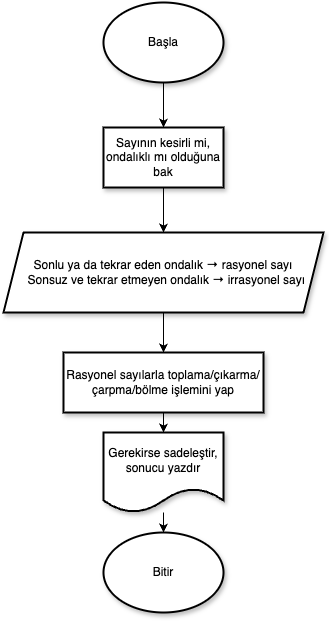 Başla
Sayının kesirli mi,
ondalıklı mı olduğuna
bak
Sonlu ya da tekrar eden ondalık → rasyonel sayı
Sonsuz ve tekrar etmeyen ondalık → irrasyonel sayı
Rasyonel sayılarla toplama/çıkarma/
çarpma/bölme işlemini yap
Gerekirse sadeleştir,
sonucu yazdır
Bitir